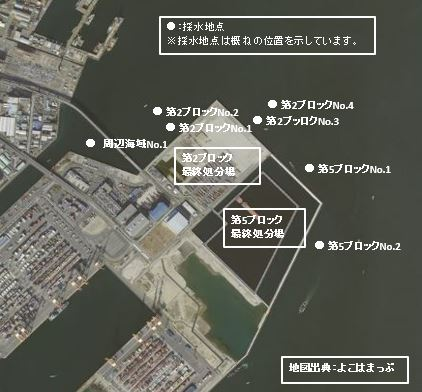 ●：採水地点
※採水地点は概ねの位置を示しています。
第2ブロックNo.4
第2ブロックNo.2
第2ブッロクNo.3
第2ブロックNo.1
周辺海域No.1
第2ブロック
最終処分場
第5ブロックNo.1
第5ブロック
最終処分場
第5ブロックNo.2
地図出典：よこはまっぷ